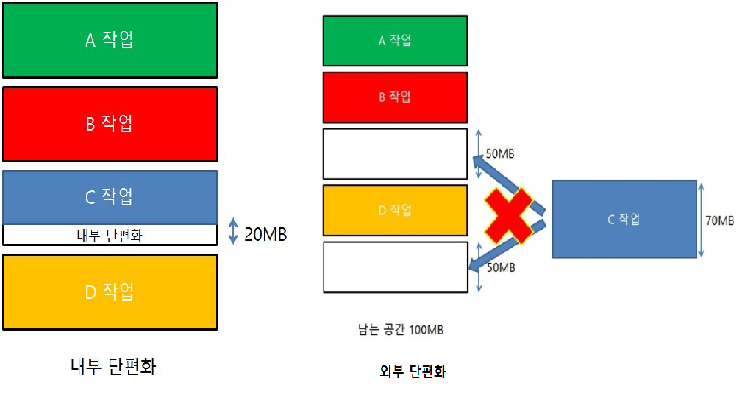 A 작업
B 작업
C 작업
내부 단편화
20MB
D 작업
내부 단편화
A 작업
B 작업
50MB
D 작업
50MB
C 작업
70MB
남는 공간 100MB
외부 단편화